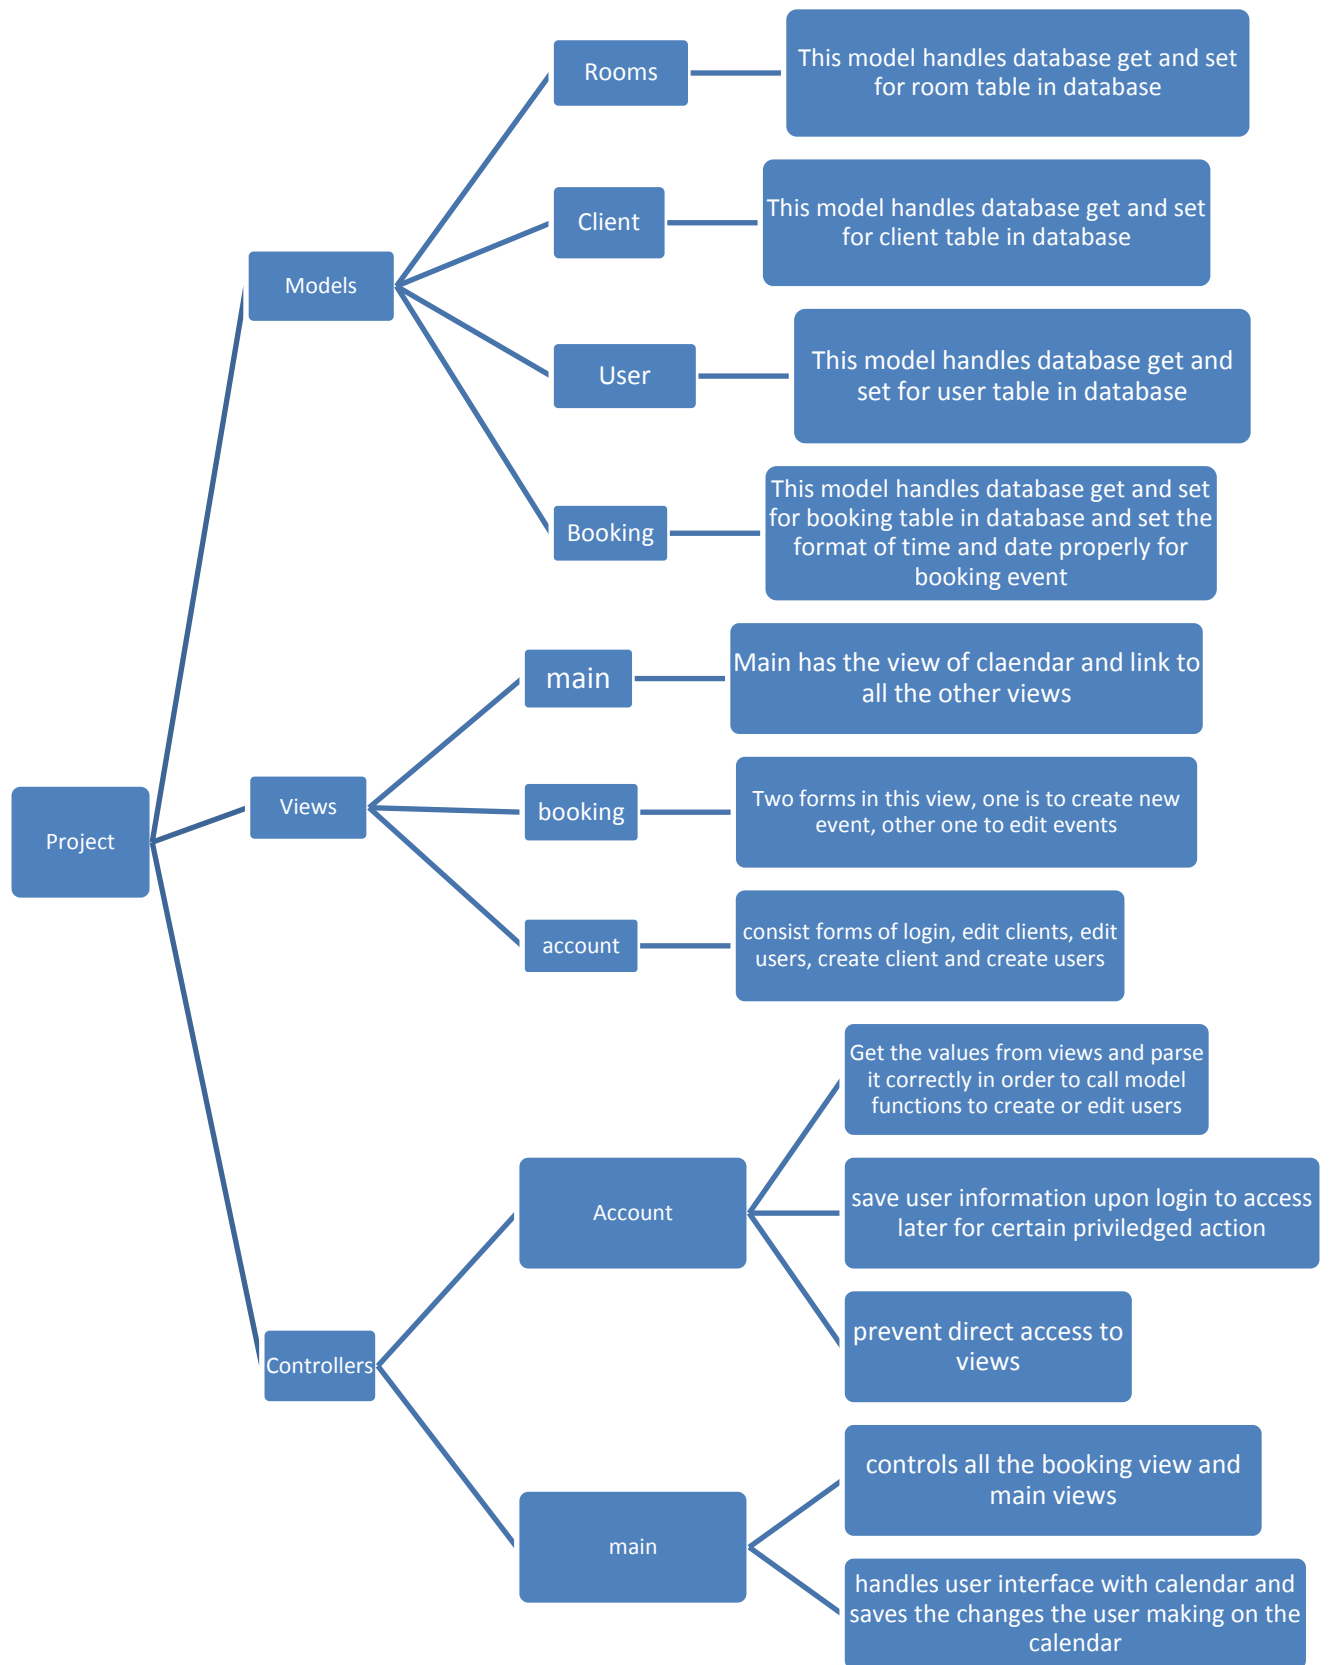 Rooms
This model handles database get and set
for room table in database
Client
This model handles database get and set
for client table in database
Models
User
This model handles database get and
set for user table in database
Booking
This model handles database get and set
for booking table in database and set the
format of time and date properly for
booking event
main
Main has the view of claendar and link to
all the other views
Project
Views
booking
Two forms in this view, one is to create new
event, other one to edit events
account
consist forms of login, edit clients, edit
users, create client and create users
Get the values from views and parse
it correctly in order to call model
functions to create or edit users
Account
save user information upon login to access
later for certain priviledged action
prevent direct access to
views
Controllers
controls all the booking view and
main views
main
handles user interface with calendar and
saves the changes the user making on the
calendar